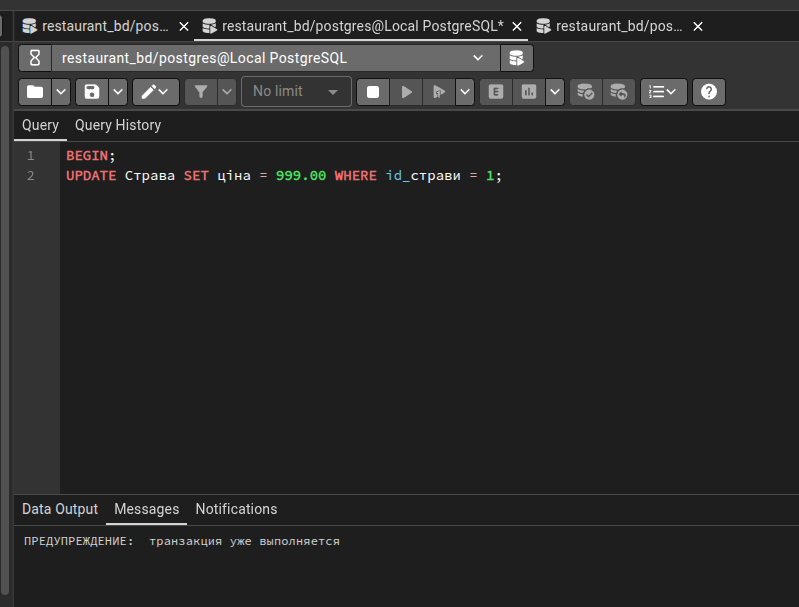 restaurant_bd/pos...
restaurant_bd/postgres@Local PostgreSQL*
restaurant_bd/pos...
restaurant_bd/postgres@Local PostgreSQL
No limit
E
Query
Query History
1 BEGIN;
2 UPDATE Страва SET ціна = 999.00 WHERE id_страви = 1;
Data Output
Messages
Notifications
ПРЕДУПРЕЖДЕНИЕ:  транзакция уже выполняется